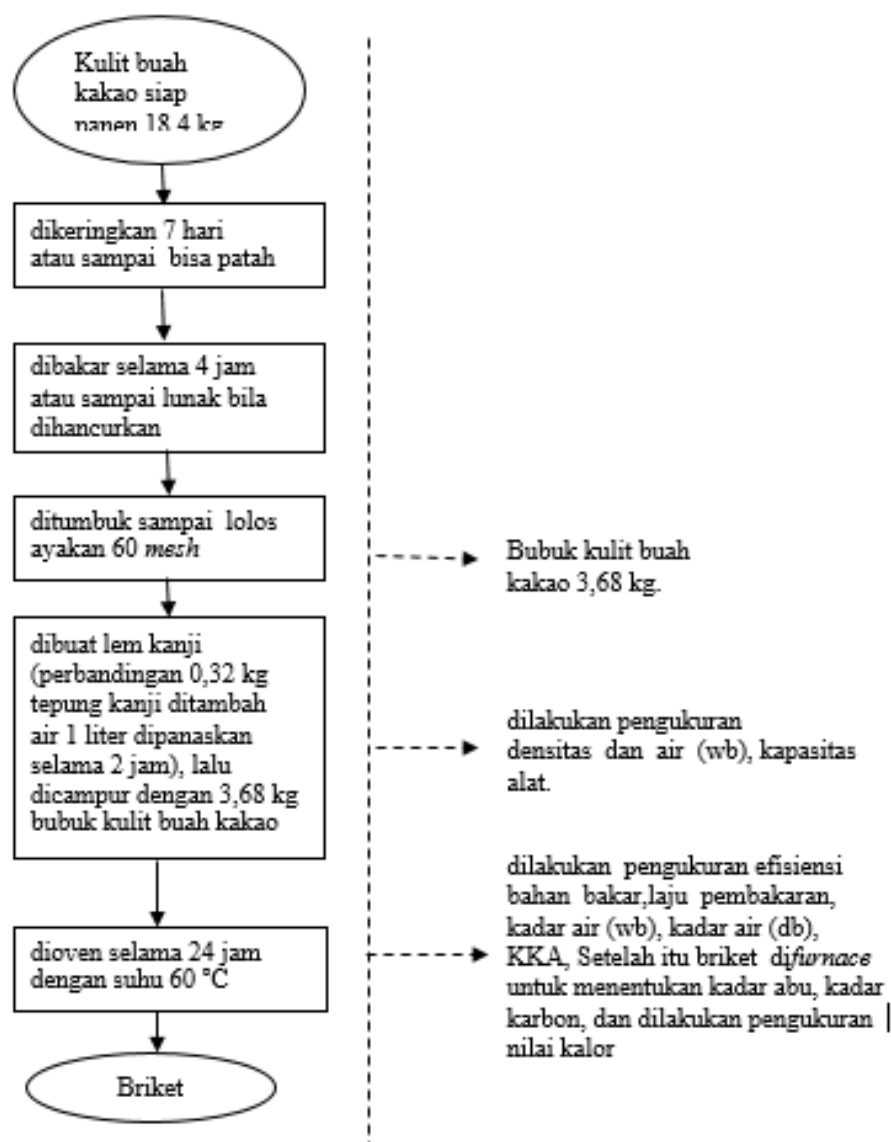 Kulit buah
kakao siap
panen 18,4 kg
dikeringkan 7 hari
atau sampai bisa patah
dibakar selama 4 jam
atau sampai lunak bila
dihancurkan
ditumbuk sampai lolos
ayakan 60 mesh
Bubuk kulit buah
kakao 3,68 kg.
dibuat lem kanji
(perbandingan 0,32 kg
tepung kanji ditambah
air 1 liter dipanaskan
selama 2 jam), lalu
dicampur dengan 3,68 kg
bubuk kulit buah kakao
dilakukan pengukuran
densitas dan air (wb), kapasitas
alat.
dioven selama 24 jam
dengan suhu 60 °C
dilakukan pengukuran efisiensi
bahan bakar,laju pembakaran,
kadar air (wb), kadar air (db),
KKA, Setelah itu briket difurnace
untuk menentukan kadar abu, kadar
karbon, dan dilakukan pengukuran
nilai kalor
Briket